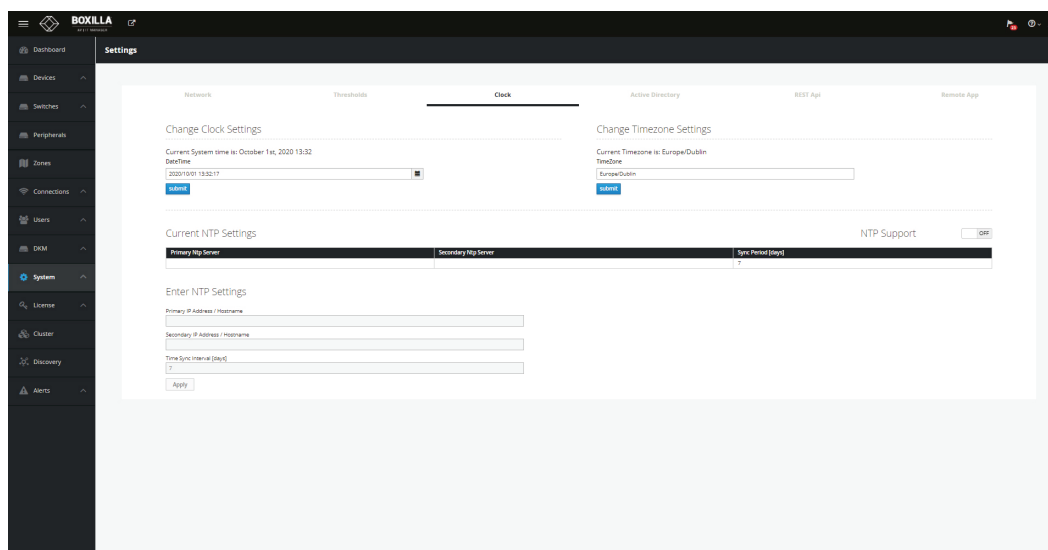 BOXILLA
Dashboard
Settings
Devices
Switches
Peripherals
Zones
Connections
Users
DKM
System
License
Cluster
Discovery
Alerts
Network Thresholds Clock Active Directory REST Api Remote App
Change Clock Settings
Current System time is: October 1st, 2020 13:32
DateTime
2020/10/01 13:32:17
submit
Change Timezone Settings
Current Timezone is: Europe/Dublin
TimeZone
Europe/Dublin
submit
Current NTP Settings
NTP Support OFF
Primary Ntp Server Secondary Ntp Server Sync Period [days]
7
Enter NTP Settings
Primary IP Address / Hostname
Secondary IP Address / Hostname
Time Sync Interval [days]
7
Apply